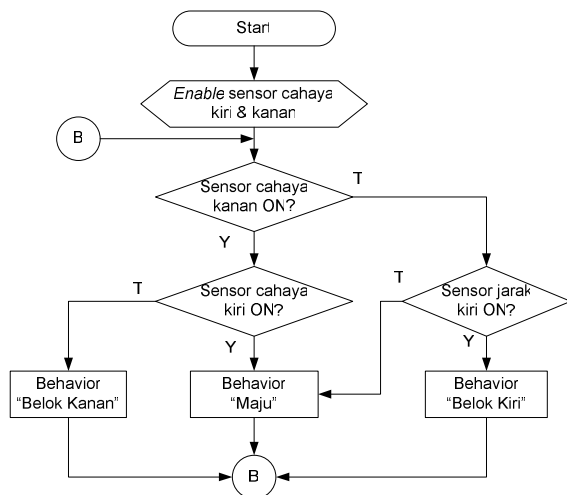 Start
Enable sensor cahaya
kiri & kanan
B
Sensor cahaya
kanan ON?
T
Y
Sensor cahaya
kiri ON?
T
Y
Sensor jarak
kiri ON?
T
Y
Behavior
“Belok Kanan”
Behavior
“Maju”
Behavior
“Belok Kiri”
B